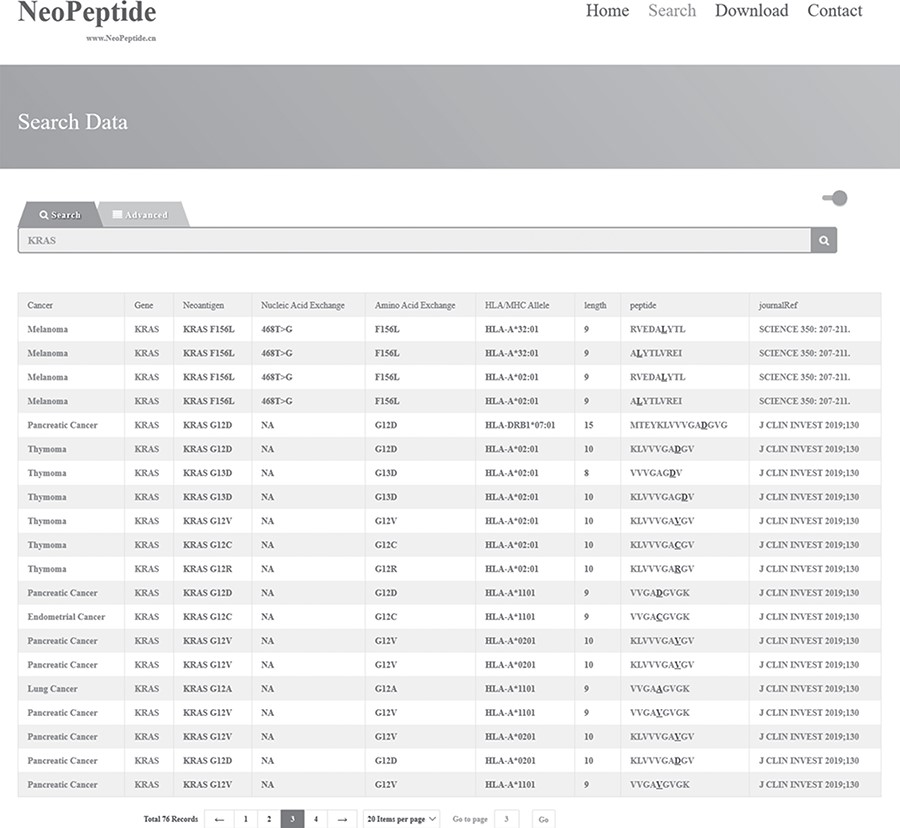 NeoPeptide
www.NeoPeptide.cn
Home Search Download Contact
Search Data
Search Advanced
KRAS
Cancer Gene Neoantigen Nucleic Acid Exchange Amino Acid Exchange HLA/MHC Allele length peptide journalRef
Melanoma KRAS KRAS F156L 468T>G F156L HLA-A*32:01 9 RVEDALYTL SCIENCE 350: 207-211.
Melanoma KRAS KRAS F156L 468T>G F156L HLA-A*32:01 9 ALYTLVREI SCIENCE 350: 207-211.
Melanoma KRAS KRAS F156L 468T>G F156L HLA-A*02:01 9 RVEDALYTL SCIENCE 350: 207-211.
Melanoma KRAS KRAS F156L 468T>G F156L HLA-A*02:01 9 ALYTLVREI SCIENCE 350: 207-211.
Pancreatic Cancer KRAS KRAS G12D NA G12D HLA-DRB1*07:01 15 MTEYKLVVVGADGVG J CLIN INVEST 2019;130
Thymoma KRAS KRAS G12D NA G12D HLA-A*02:01 10 KLVVVGADGV J CLIN INVEST 2019;130
Thymoma KRAS KRAS G13D NA G13D HLA-A*02:01 8 VVVGAGDV J CLIN INVEST 2019;130
Thymoma KRAS KRAS G13D NA G13D HLA-A*02:01 10 KLVVVGAGDV J CLIN INVEST 2019;130
Thymoma KRAS KRAS G12V NA G12V HLA-A*02:01 10 KLVVVGAVGV J CLIN INVEST 2019;130
Thymoma KRAS KRAS G12C NA G12C HLA-A*02:01 10 KLVVVGACGV J CLIN INVEST 2019;130
Thymoma KRAS KRAS G12R NA G12R HLA-A*02:01 10 KLVVVGARGV J CLIN INVEST 2019;130
Pancreatic Cancer KRAS KRAS G12D NA G12D HLA-A*1101 9 VVGADGVGK J CLIN INVEST 2019;130
Endometrial Cancer KRAS KRAS G12C NA G12C HLA-A*1101 9 VVGACGVGK J CLIN INVEST 2019;130
Pancreatic Cancer KRAS KRAS G12V NA G12V HLA-A*0201 10 KLVVVGAVGV J CLIN INVEST 2019;130
Pancreatic Cancer KRAS KRAS G12V NA G12V HLA-A*0201 10 KLVVVGAVGV J CLIN INVEST 2019;130
Lung Cancer KRAS KRAS G12A NA G12A HLA-A*1101 9 VVGAAGVGK J CLIN INVEST 2019;130
Pancreatic Cancer KRAS KRAS G12V NA G12V HLA-A*1101 9 VVGAVGVGK J CLIN INVEST 2019;130
Pancreatic Cancer KRAS KRAS G12V NA G12V HLA-A*0201 10 KLVVVGAVGV J CLIN INVEST 2019;130
Pancreatic Cancer KRAS KRAS G12D NA G12D HLA-A*0201 10 KLVVVGADGV J CLIN INVEST 2019;130
Pancreatic Cancer KRAS KRAS G12V NA G12V HLA-A*1101 9 VVGAVGVGK J CLIN INVEST 2019;130
Total 76 Records ← 1 2 3 4 → 20 Items per page Go to page 3 Go